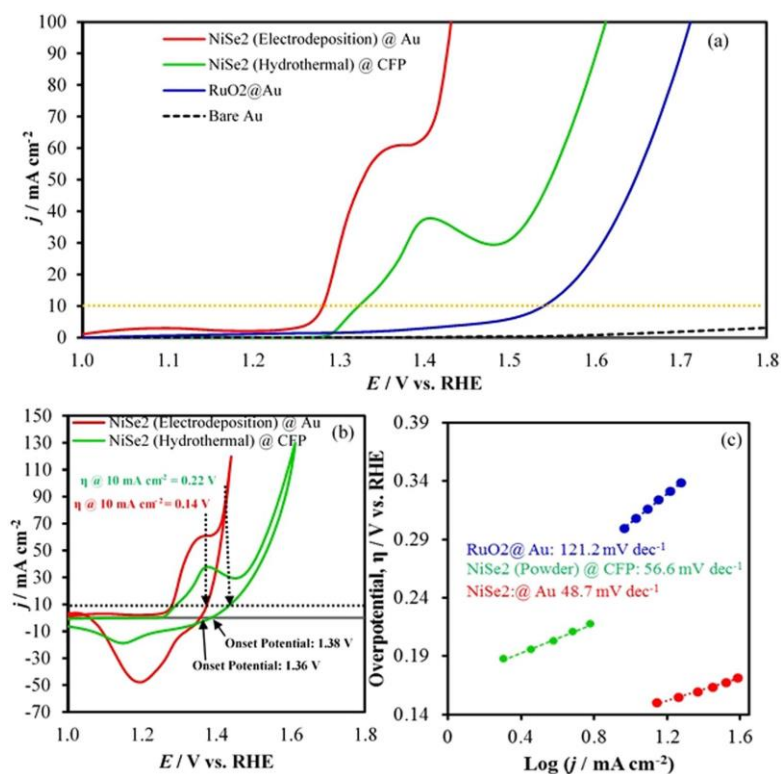 100
90
80
70
60
50
40
30
20
10
0
j / mA cm⁻²
NiSe2 (Electrodeposition) @ Au
NiSe2 (Hydrothermal) @ CFP
RuO2@Au
Bare Au
(a)
1.0 1.1 1.2 1.3 1.4 1.5 1.6 1.7 1.8
E / V vs. RHE
150
130
110
90
70
50
30
10
-10
-30
-50
-70
j / mA cm⁻²
NiSe2 (Electrodeposition) @ Au
(b)
NiSe2 (Hydrothermal) @ CFP
η @ 10 mA cm⁻² = 0.22 V
η @ 10 mA cm⁻² = 0.14 V
Onset Potential: 1.38 V
Onset Potential: 1.36 V
1.0 1.2 1.4 1.6 1.8
E / V vs. RHE
0.39
0.34
0.29
0.24
0.19
0.14
Overpotential, η / V vs. RHE
(c)
RuO2@ Au: 121.2 mV dec⁻¹
NiSe2 (Powder) @ CFP: 56.6 mV dec⁻¹
NiSe2:@ Au 48.7 mV dec⁻¹
0 0.4 0.8 1.2 1.6
Log (j / mA cm⁻²)